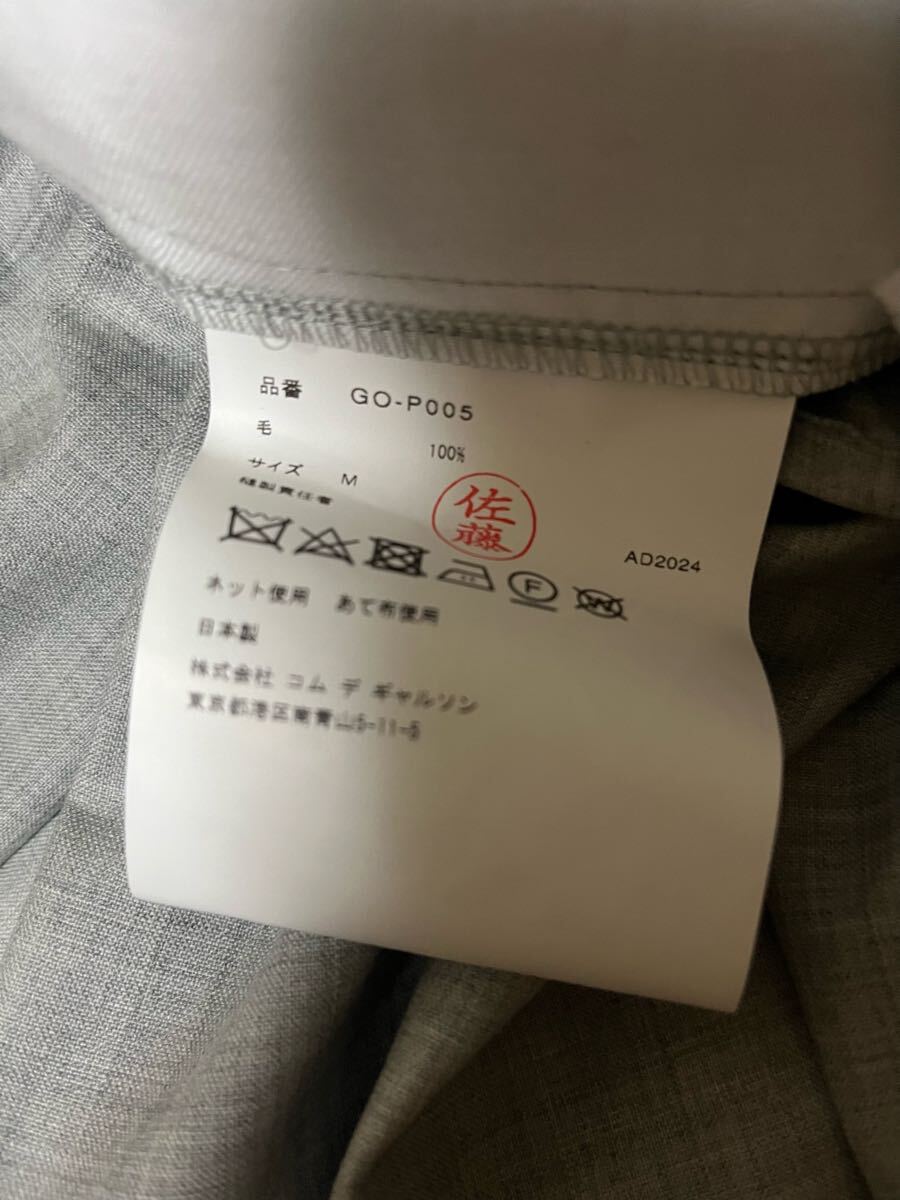 品番 GO-P005
毛 100%
サイズ M
縫製責任者
佐藤
AD2024
F
W
ネット使用 あて布使用
日本製
株式会社 コム デ ギャルソン
東京都港区南青山5-11-5